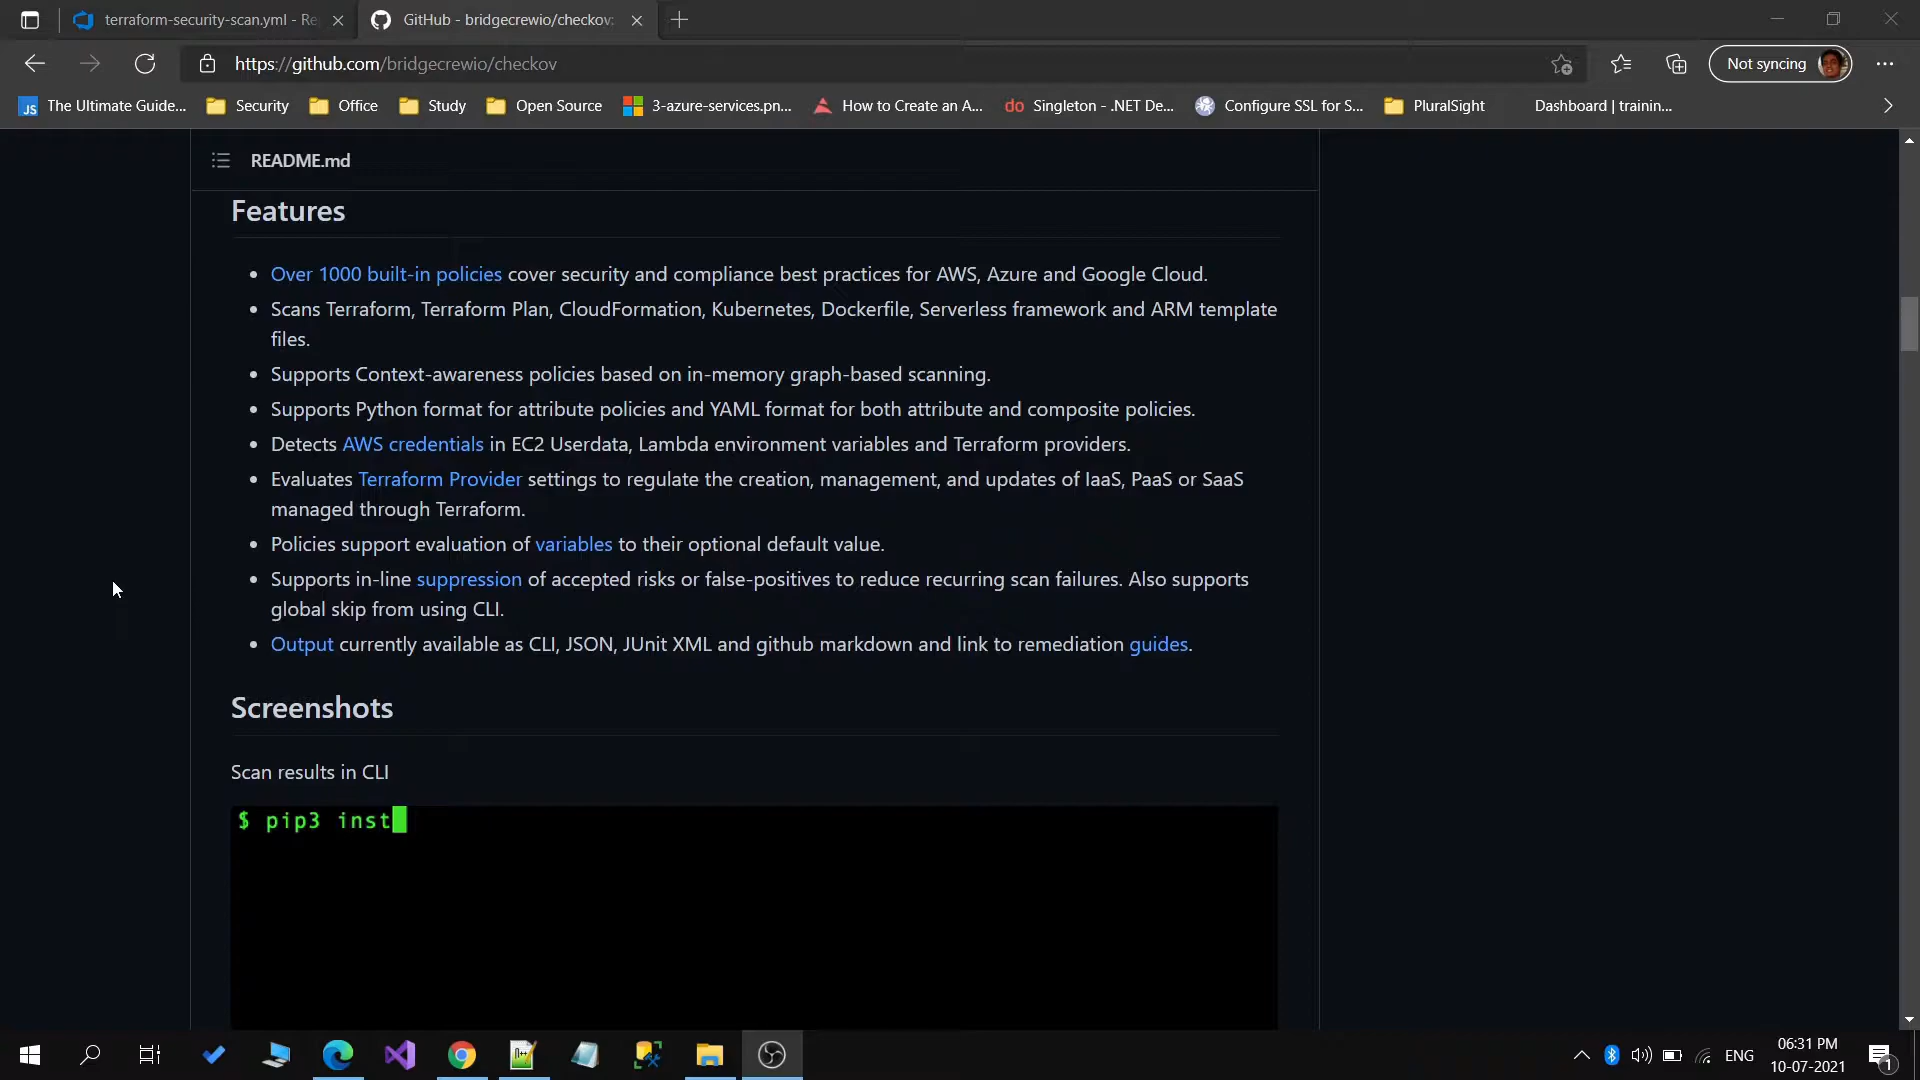 terraform-security-scan.yml - Re
GitHub - bridgecrewio/checkov:
https://github.com/bridgecrewio/checkov
Not syncing
JS The Ultimate Guide...
Security
Office
Study
Open Source
3-azure-services.pn...
How to Create an A...
do Singleton - .NET De...
Configure SSL for S...
PluralSight
Dashboard | trainin...
README.md
Features
Over 1000 built-in policies cover security and compliance best practices for AWS, Azure and Google Cloud.
Scans Terraform, Terraform Plan, CloudFormation, Kubernetes, Dockerfile, Serverless framework and ARM template
files.
Supports Context-awareness policies based on in-memory graph-based scanning.
Supports Python format for attribute policies and YAML format for both attribute and composite policies.
Detects AWS credentials in EC2 Userdata, Lambda environment variables and Terraform providers.
Evaluates Terraform Provider settings to regulate the creation, management, and updates of IaaS, PaaS or SaaS
managed through Terraform.
Policies support evaluation of variables to their optional default value.
Supports in-line suppression of accepted risks or false-positives to reduce recurring scan failures. Also supports
global skip from using CLI.
Output currently available as CLI, JSON, JUnit XML and github markdown and link to remediation guides.
Screenshots
Scan results in CLI
$ pip3 inst
ENG
06:31 PM
10-07-2021
1